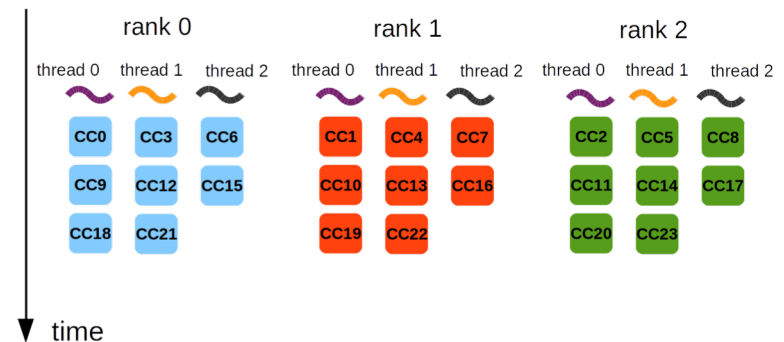 rank 0 rank 1 rank 2
thread 0 thread 1 thread 2 thread 0 thread 1 thread 2 thread 0 thread 1 thread 2
CC0 CC3 CC6 CC1 CC4 CC7 CC2 CC5 CC8
CC9 CC12 CC15 CC10 CC13 CC16 CC11 CC14 CC17
CC18 CC21 CC19 CC22 CC20 CC23
time